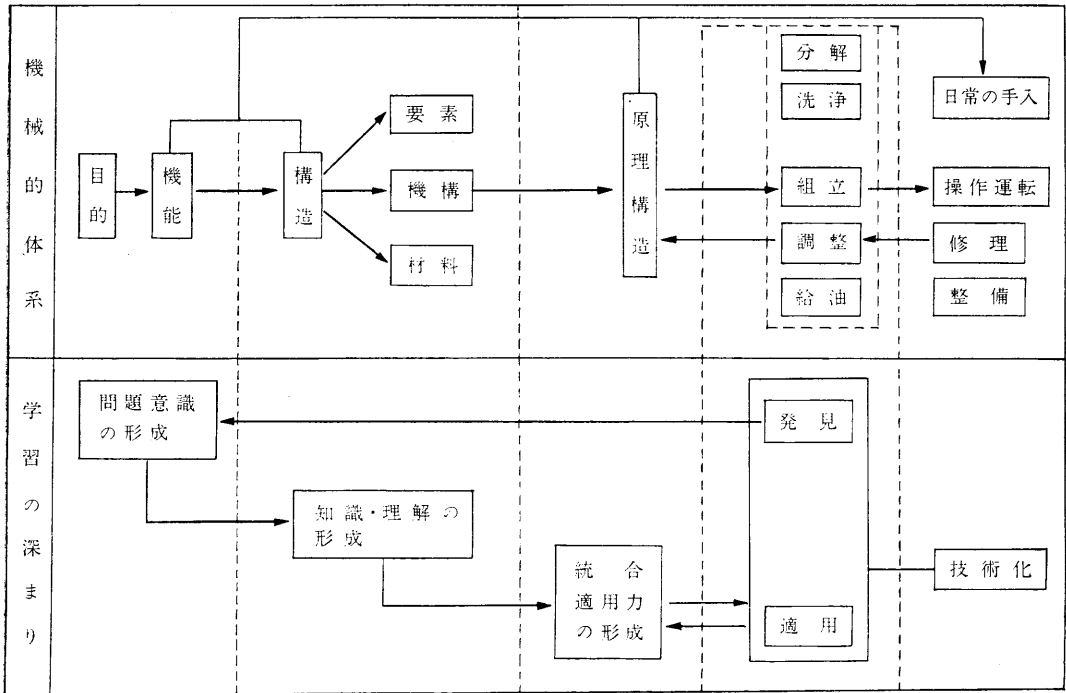 機械的体系
目的
機能
構造
要素
機構
材料
原理構造
分解
洗浄
組立
調整
給油
日常の手入
操作運転
修理
整備
学習の深まり
問題意識
の形成
知識・理解の
形成
統合
適用力
の形成
発見
適用
技術化